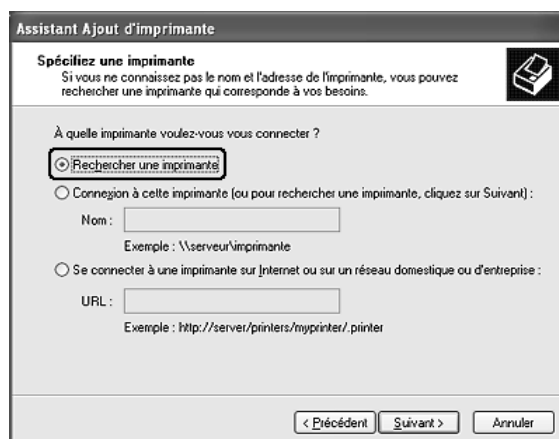 Assistant Ajout d'imprimante
Spécifiez une imprimante
Si vous ne connaissez pas le nom et l'adresse de l'imprimante, vous pouvez
rechercher une imprimante qui corresponde à vos besoins.
À quelle imprimante voulez-vous vous connecter ?
Rechercher une imprimante
Connexion à cette imprimante (ou pour rechercher une imprimante, cliquez sur Suivant) :
Nom :
Exemple : \\serveur\imprimante
Se connecter à une imprimante sur Internet ou sur un réseau domestique ou d'entreprise :
URL :
Exemple : http://server/printers/myprinter/.printer
< Précédent
Suivant >
Annuler